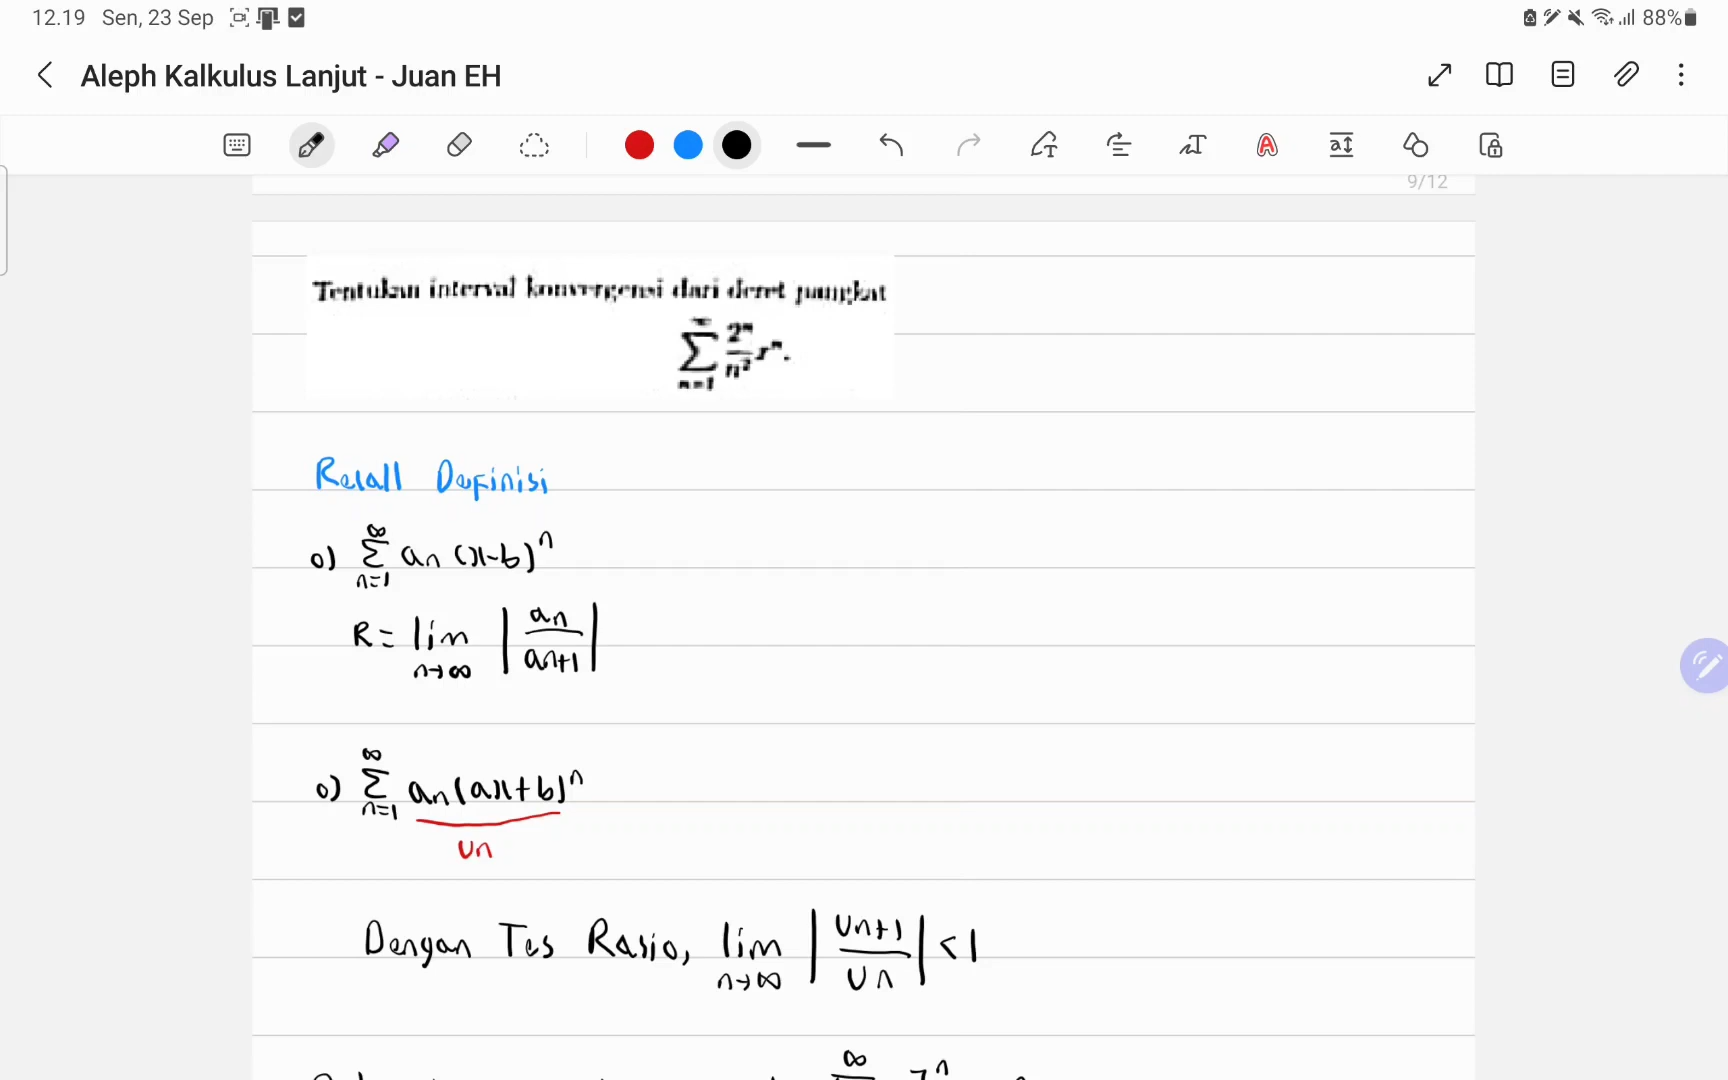 12.19 Sen, 23 Sep 88%
Aleph Kalkulus Lanjut - Juan EH
9/12
Tentukan interval konvergensi dari deret pangkat
∞
∑ 2ⁿ/n² xⁿ.
n=1
Recall Definisi
o) ∑_{n=1}^{∞} an (x-b)ⁿ
R = lim_{n→∞} |an/an+1|
o) ∑_{n=1}^{∞} an(ax+b)ⁿ
Un
Dengan Tes Rasio, lim_{n→∞} |Un+1/Un| < 1
∞